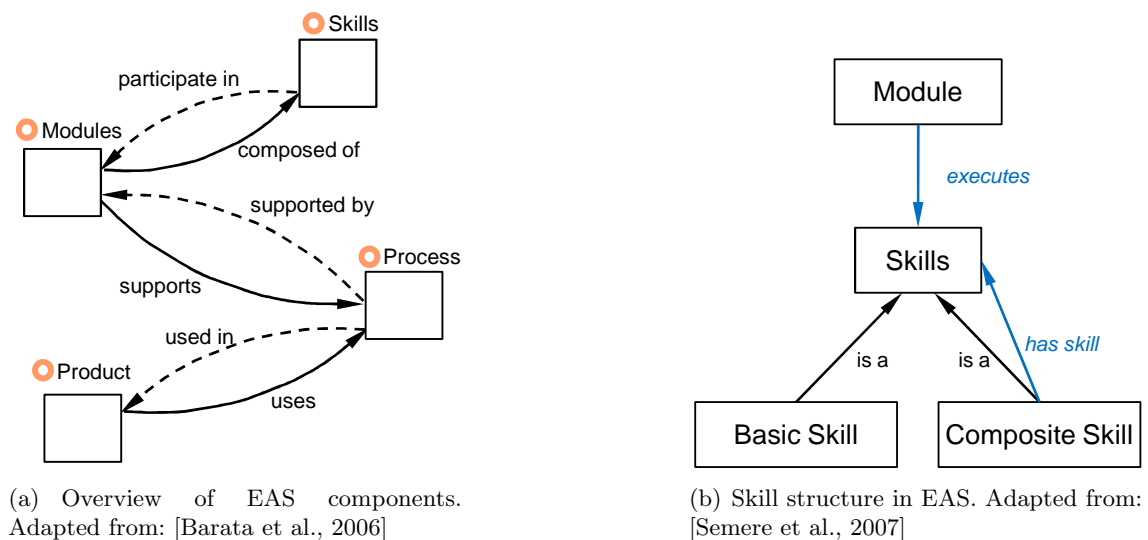 Skills
participate in
Modules
composed of
supported by
Process
supports
used in
Product
uses
(a) Overview of EAS components.
Adapted from: [Barata et al., 2006]
Module
executes
Skills
has skill
is a
is a
Basic Skill
Composite Skill
(b) Skill structure in EAS. Adapted from:
[Semere et al., 2007]